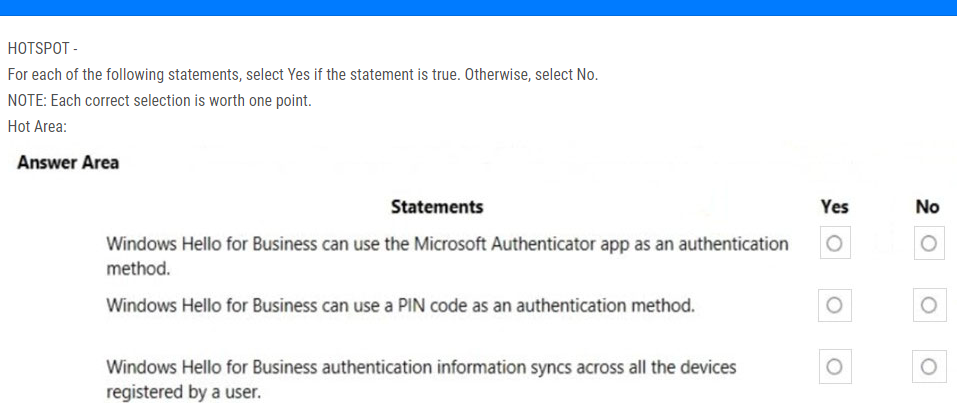 HOTSPOT -
For each of the following statements, select Yes if the statement is true. Otherwise, select No.
NOTE: Each correct selection is worth one point.
Hot Area:
Answer Area
Statements Yes No
Windows Hello for Business can use the Microsoft Authenticator app as an authentication
method.
Windows Hello for Business can use a PIN code as an authentication method.
Windows Hello for Business authentication information syncs across all the devices
registered by a user.